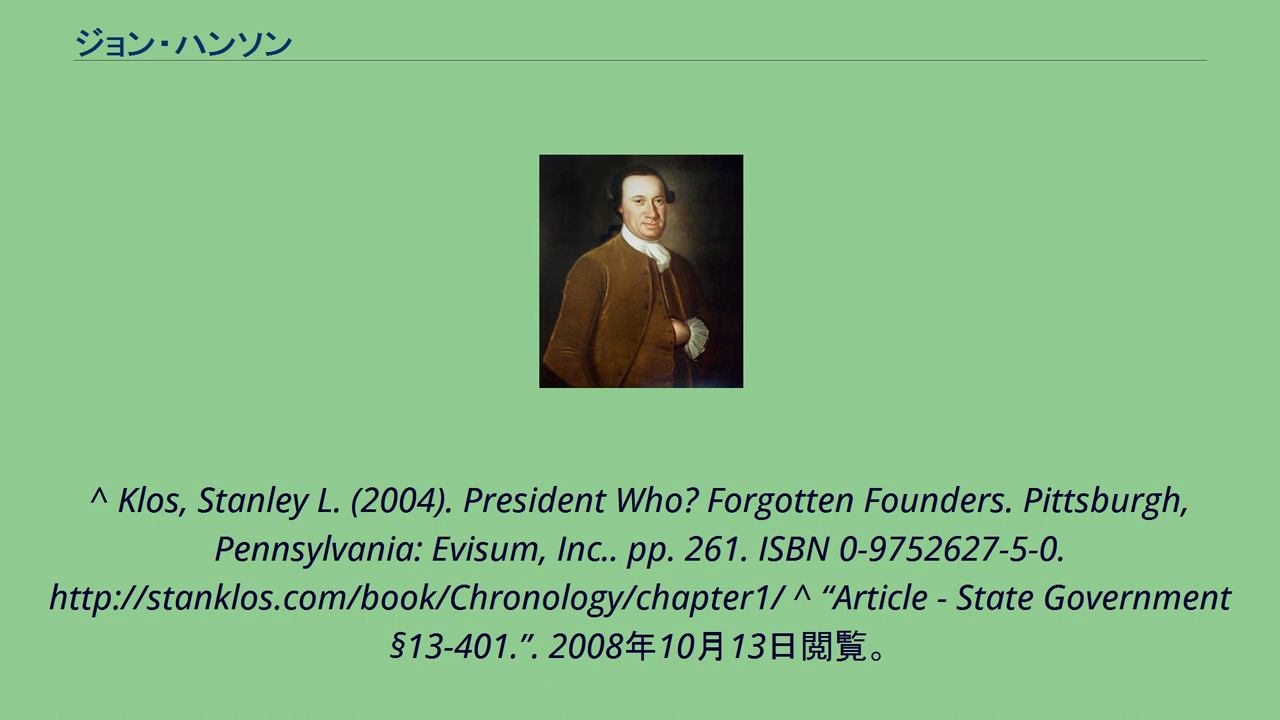 ジョン・ハンソン
^ Klos, Stanley L. (2004). President Who? Forgotten Founders. Pittsburgh,
Pennsylvania: Evisum, Inc.. pp. 261. ISBN 0-9752627-5-0.
http://stanklos.com/book/Chronology/chapter1/ ^ “Article - State Government
§13-401.”. 2008年10月13日閲覧。